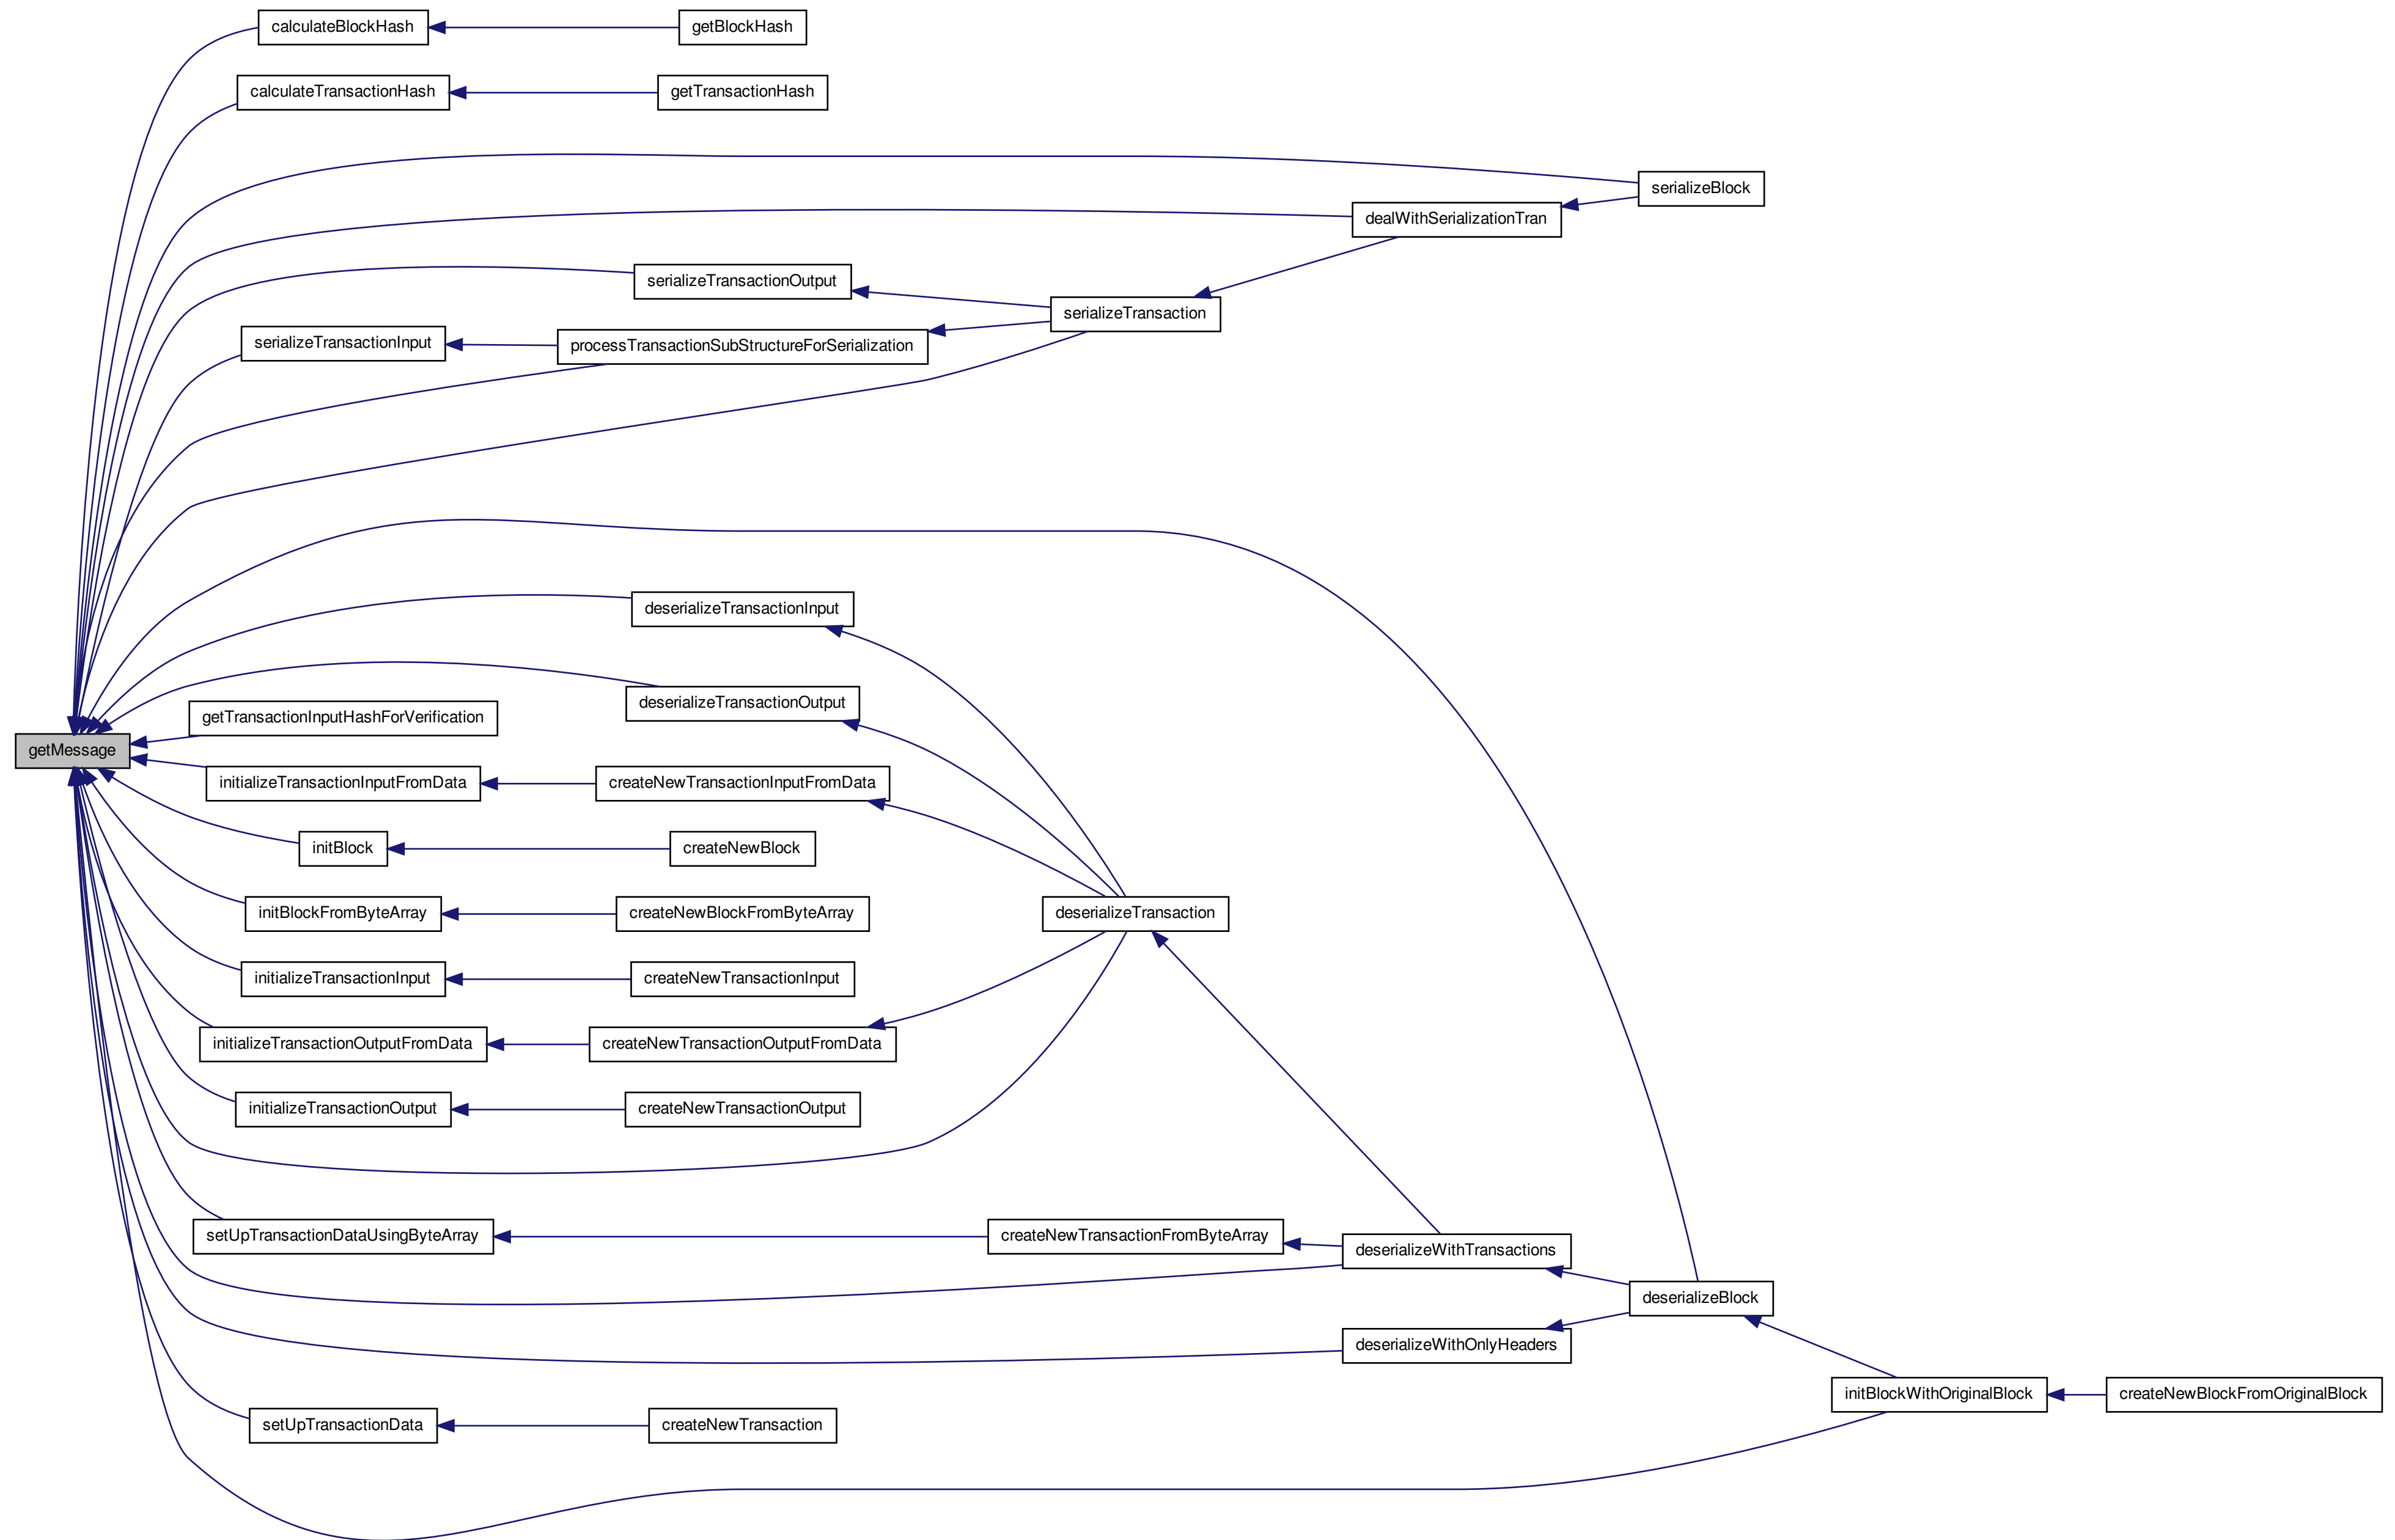 calculateBlockHash
getBlockHash
calculateTransactionHash
getTransactionHash
serializeBlock
dealWithSerializationTran
serializeTransactionOutput
serializeTransaction
serializeTransactionInput
processTransactionSubStructureForSerialization
deserializeTransactionInput
deserializeTransactionOutput
getTransactionInputHashForVerification
getMessage
initializeTransactionInputFromData
createNewTransactionInputFromData
initBlock
createNewBlock
initBlockFromByteArray
createNewBlockFromByteArray
deserializeTransaction
initializeTransactionInput
createNewTransactionInput
initializeTransactionOutputFromData
createNewTransactionOutputFromData
initializeTransactionOutput
createNewTransactionOutput
setUpTransactionDataUsingByteArray
createNewTransactionFromByteArray
deserializeWithTransactions
deserializeBlock
deserializeWithOnlyHeaders
initBlockWithOriginalBlock
createNewBlockFromOriginalBlock
setUpTransactionData
createNewTransaction